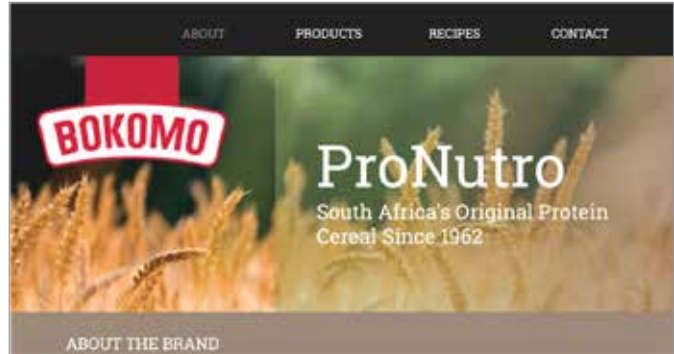 ABOUT PRODUCTS RECIPES CONTACT
BOKOMO
ProNutro
South Africa's Original Protein
Cereal Since 1962
ABOUT THE BRAND